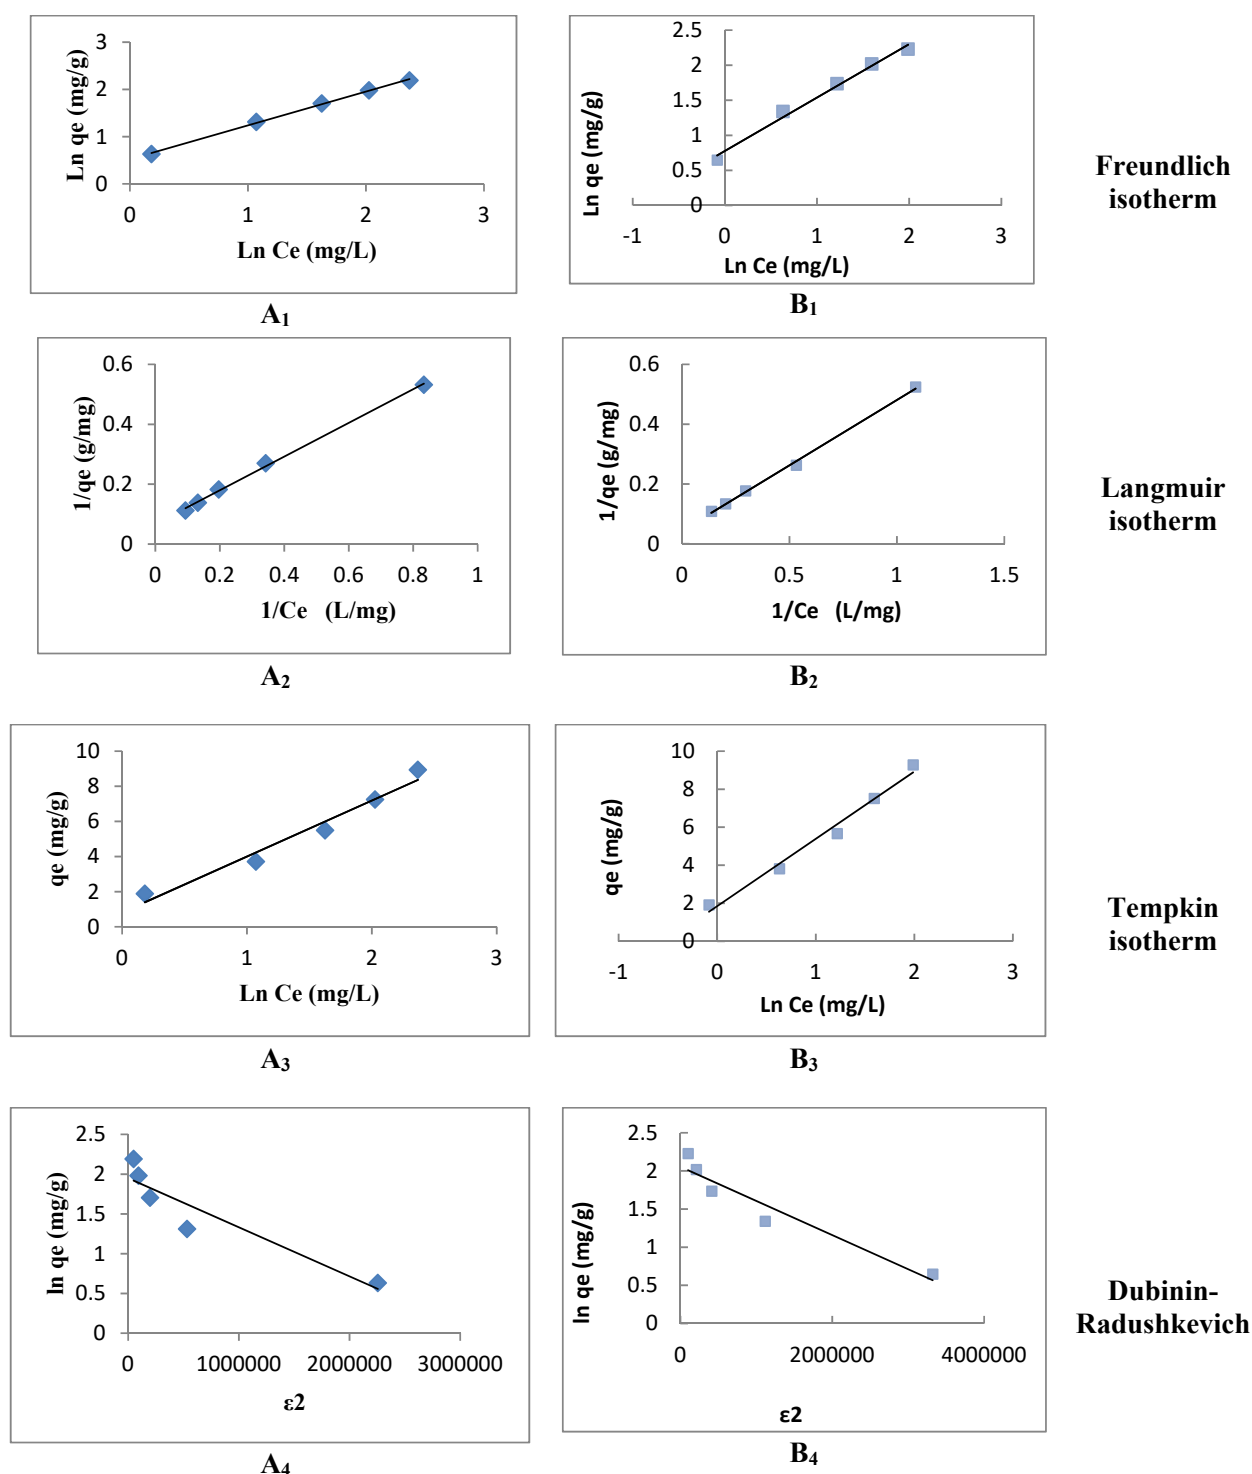 3
2
1
0
0 1 2 3
Ln qe (mg/g)
Ln Ce (mg/L)
A₁
2.5
2
1.5
1
0.5
0
-1 0 1 2 3
Ln qe (mg/g)
Ln Ce (mg/L)
B₁
Freundlich
isotherm
0.6
0.4
0.2
0
0 0.2 0.4 0.6 0.8 1
1/qe (g/mg)
1/Ce (L/mg)
A₂
0.6
0.4
0.2
0
0 0.5 1 1.5
1/qe (g/mg)
1/Ce (L/mg)
B₂
Langmuir
isotherm
10
8
6
4
2
0
0 1 2 3
qe (mg/g)
Ln Ce (mg/L)
A₃
10
8
6
4
2
0
-1 0 1 2 3
qe (mg/g)
Ln Ce (mg/L)
B₃
Tempkin
isotherm
2.5
2
1.5
1
0.5
0
0 1000000 2000000 3000000
ln qe (mg/g)
ε2
A₄
2.5
2
1.5
1
0.5
0
0 2000000 4000000
ln qe (mg/g)
ε2
B₄
Dubinin-
Radushkevich